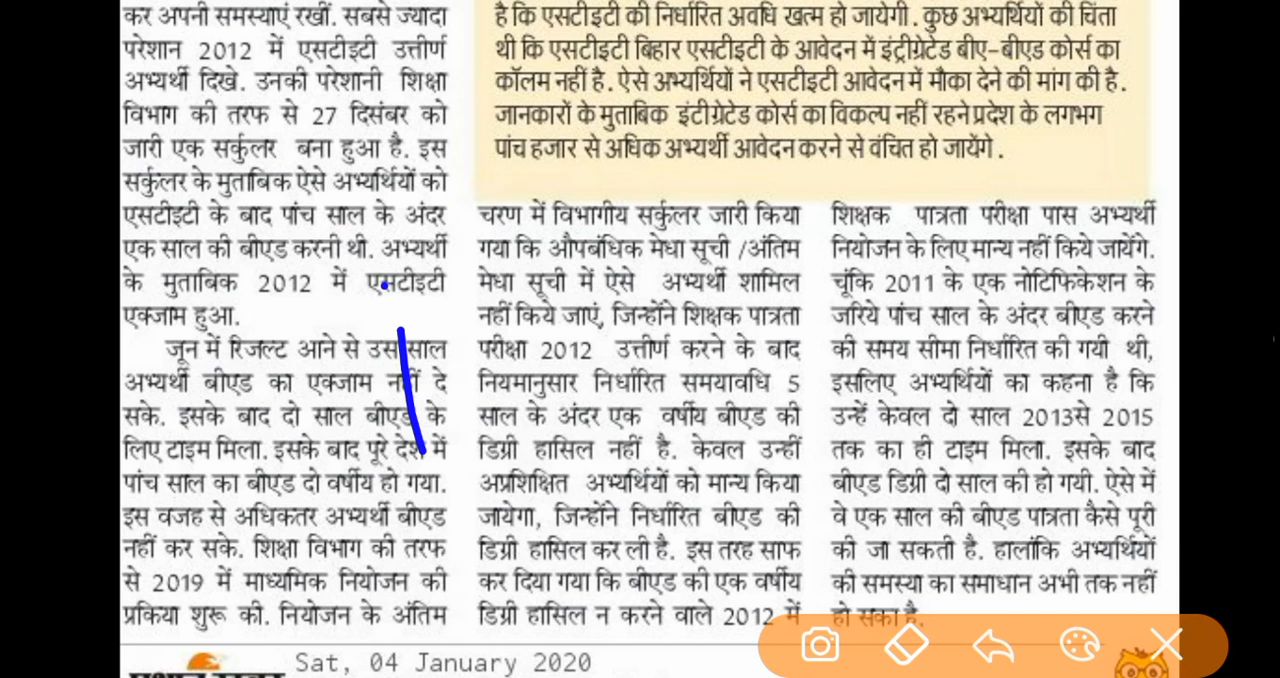 कर अपनी समस्याएं रखीं. सबसे ज्यादा
परेशान 2012 में एसटीइटी उत्तीर्ण
अभ्यर्थी दिखे. उनकी परेशानी शिक्षा
विभाग की तरफ से 27 दिसंबर को
जारी एक सर्कुलर बना हुआ है. इस
सर्कुलर के मुताबिक ऐसे अभ्यर्थियों को
एसटीइटी के बाद पांच साल के अंदर
एक साल की बीएड करनी थी. अभ्यर्थी
के मुताबिक 2012 में एसटीइटी
एक्जाम हुआ.
जून में रिजल्ट आने से उस साल
अभ्यर्थी बीएड का एक्जाम नहीं दे
सके. इसके बाद दो साल बीएड के
लिए टाइम मिला. इसके बाद पूरे देश में
पांच साल का बीएड दो वर्षीय हो गया.
इस वजह से अधिकतर अभ्यर्थी बीएड
नहीं कर सके. शिक्षा विभाग की तरफ
से 2019 में माध्यमिक नियोजन की
प्रकिया शुरू की. नियोजन के अंतिम
है कि एसटीइटी की निर्धारित अवधि खत्म हो जायेगी. कुछ अभ्यर्थियों की चिंता
थी कि एसटीइटी बिहार एसटीइटी के आवेदन में इंट्रीग्रेटेड बीए-बीएड कोर्स का
कॉलम नहीं है. ऐसे अभ्यर्थियों ने एसटीइटी आवेदन में मौका देने की मांग की है.
जानकारों के मुताबिक इंटीग्रेटेड कोर्स का विकल्प नहीं रहने प्रदेश के लगभग
पांच हजार से अधिक अभ्यर्थी आवेदन करने से वंचित हो जायेंगे.
चरण में विभागीय सर्कुलर जारी किया
गया कि औपबंधिक मेधा सूची /अंतिम
मेधा सूची में ऐसे अभ्यर्थी शामिल
नहीं किये जाएं, जिन्होंने शिक्षक पात्रता
परीक्षा 2012 उत्तीर्ण करने के बाद
नियमानुसार निर्धारित समयावधि 5
साल के अंदर एक वर्षीय बीएड की
डिग्री हासिल नहीं है. केवल उन्हीं
अप्रशिक्षित अभ्यर्थियों को मान्य किया
जायेगा, जिन्होंने निर्धारित बीएड की
डिग्री हासिल कर ली है. इस तरह साफ
कर दिया गया कि बीएड की एक वर्षीय
डिग्री हासिल न करने वाले 2012 में
शिक्षक पात्रता परीक्षा पास अभ्यर्थी
नियोजन के लिए मान्य नहीं किये जायेंगे.
चूंकि 2011 के एक नोटिफिकेशन के
जरिये पांच साल के अंदर बीएड करने
की समय सीमा निर्धारित की गयी थी,
इसलिए अभ्यर्थियों का कहना है कि
उन्हें केवल दो साल 2013से 2015
तक का ही टाइम मिला. इसके बाद
बीएड डिग्री दो साल की हो गयी. ऐसे में
वे एक साल की बीएड पात्रता कैसे पूरी
की जा सकती है. हालांकि अभ्यर्थियों
की समस्या का समाधान अभी तक नहीं
हो सका है.
Sat, 04 January 2020